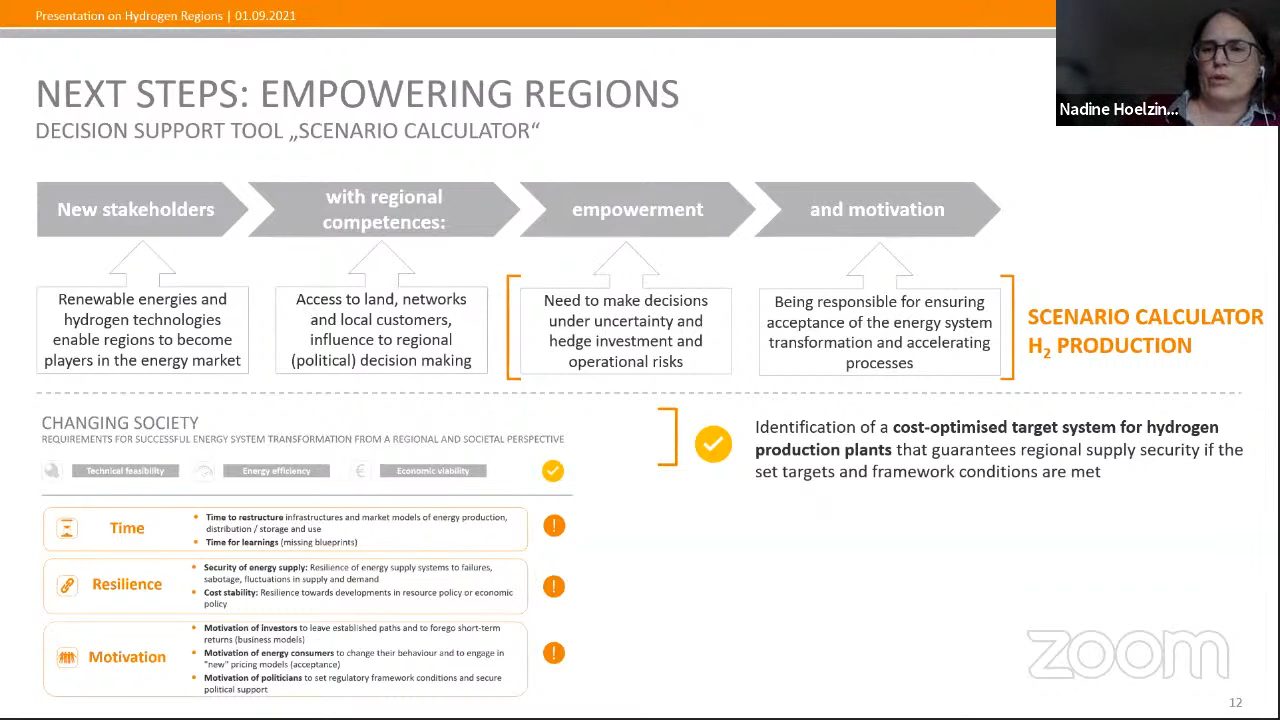 Presentation on Hydrogen Regions | 01.09.2021
Nadine Hoelzin...
NEXT STEPS: EMPOWERING REGIONS
DECISION SUPPORT TOOL „SCENARIO CALCULATOR“
New stakeholders
with regional
competences:
empowerment
and motivation
Renewable energies and
hydrogen technologies
enable regions to become
players in the energy market
Access to land, networks
and local customers,
influence to regional
(political) decision making
Need to make decisions
under uncertainty and
hedge investment and
operational risks
Being responsible for ensuring
acceptance of the energy system
transformation and accelerating
processes
SCENARIO CALCULATOR
H₂ PRODUCTION
CHANGING SOCIETY
REQUIREMENTS FOR SUCCESSFUL ENERGY SYSTEM TRANSFORMATION FROM A REGIONAL AND SOCIETAL PERSPECTIVE
Technical feasibility
Energy efficiency
€
Economic viability
Time
• Time to restructure infrastructures and market models of energy production,
distribution / storage and use
• Time for learnings (missing blueprints)
!
Resilience
• Security of energy supply: Resilience of energy supply systems to failures,
sabotage, fluctuations in supply and demand
• Cost stability: Resilience towards developments in resource policy or economic
policy
!
Motivation
• Motivation of investors to leave established paths and to forego short-term
returns (business models)
• Motivation of energy consumers to change their behaviour and to engage in
"new" pricing models (acceptance)
• Motivation of politicians to set regulatory framework conditions and secure
political support
!
Identification of a cost-optimised target system for hydrogen
production plants that guarantees regional supply security if the
set targets and framework conditions are met
zoom
12